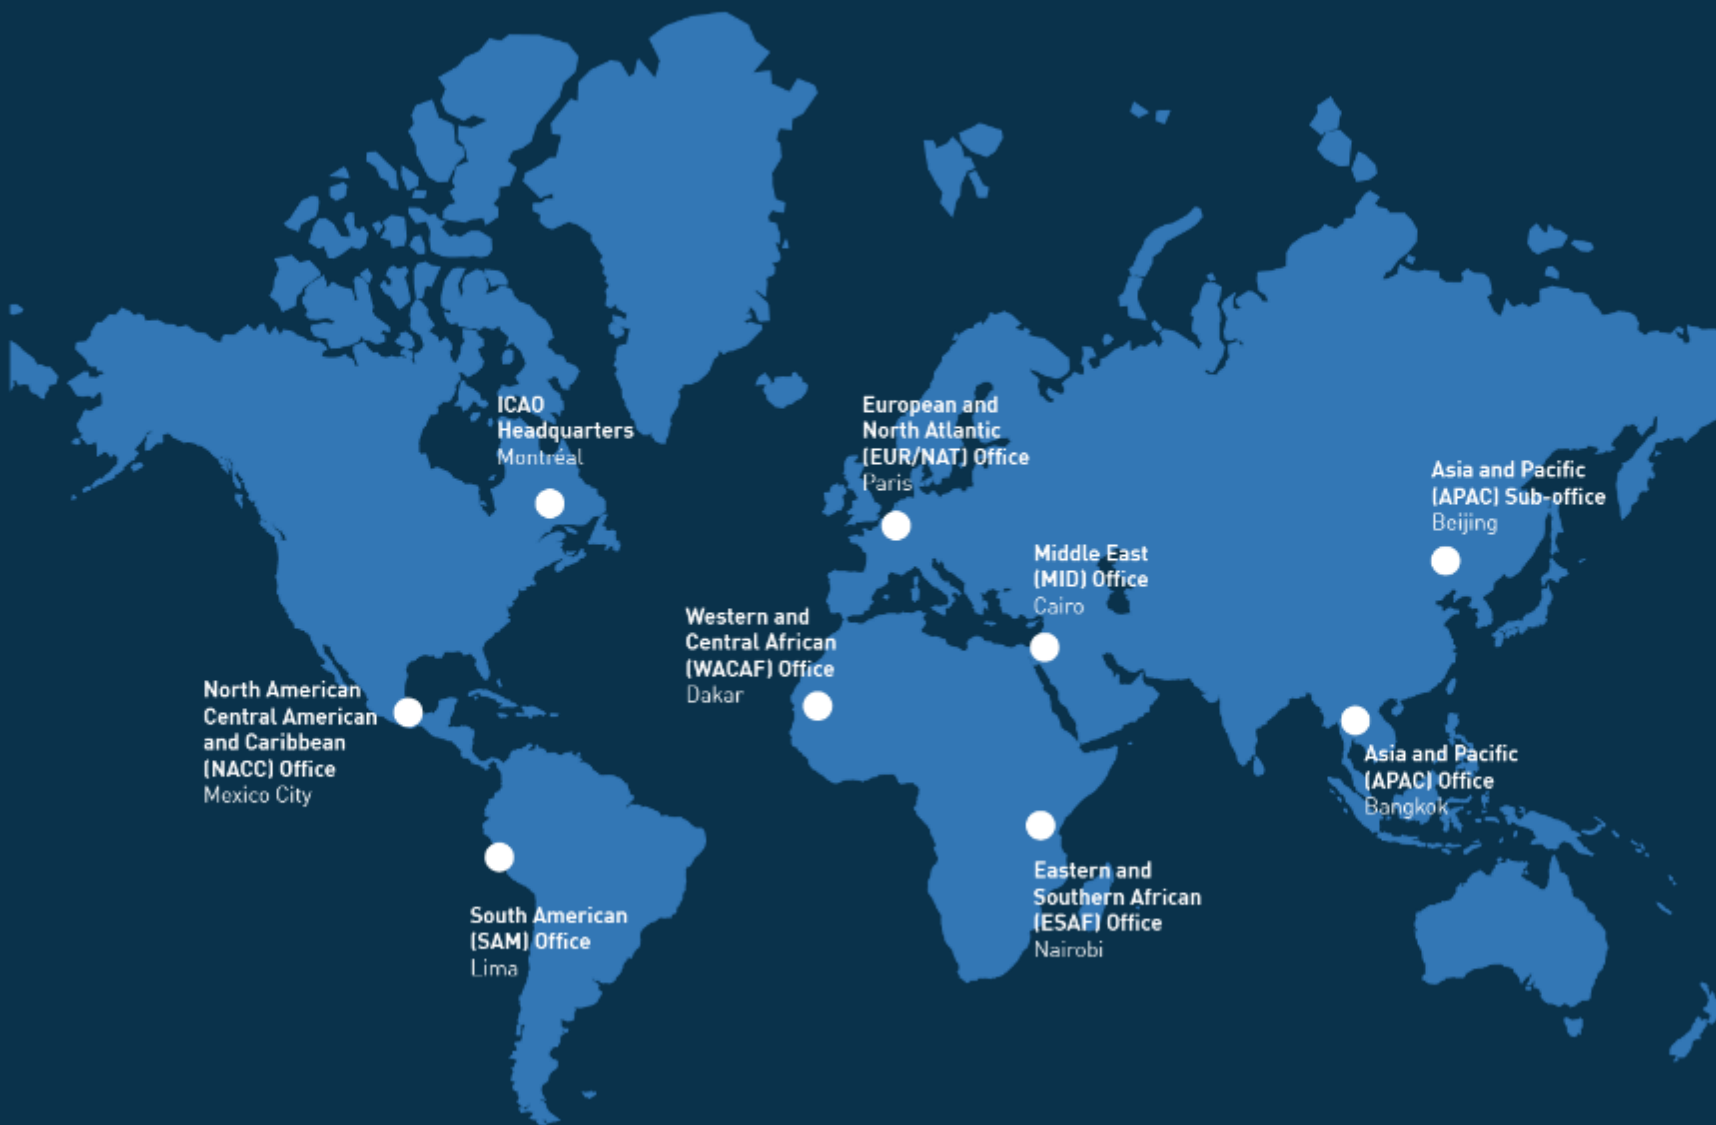 ICAO
Headquarters
Montréal
European and
North Atlantic
(EUR/NAT) Office
Paris
Asia and Pacific
(APAC) Sub-office
Beijing
Middle East
(MID) Office
Cairo
Western and
Central African
(WACAF) Office
Dakar
North American
Central American
and Caribbean
(NACC) Office
Mexico City
Asia and Pacific
(APAC) Office
Bangkok
Eastern and
Southern African
(ESAF) Office
Nairobi
South American
(SAM) Office
Lima